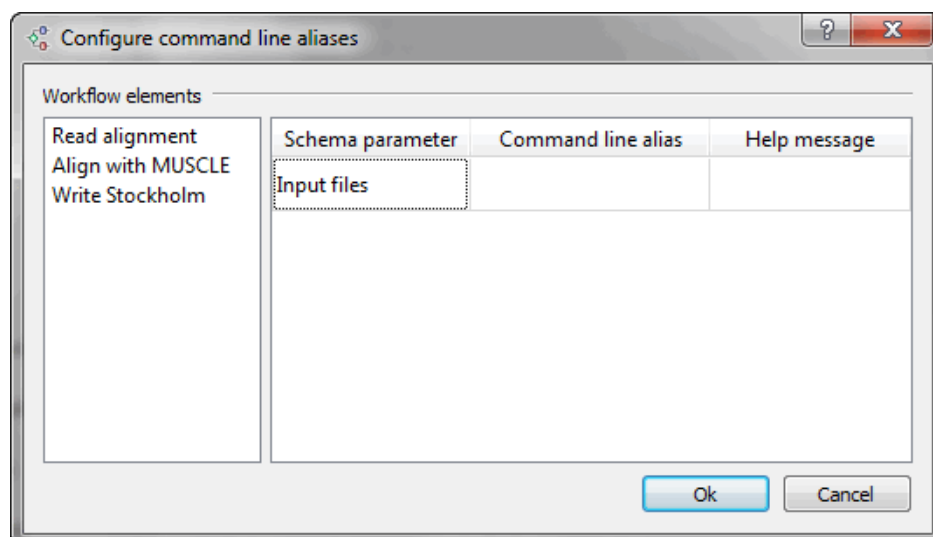 Configure command line aliases
Workflow elements
Read alignment
Align with MUSCLE
Write Stockholm
Schema parameter Command line alias Help message
Input files
Ok Cancel